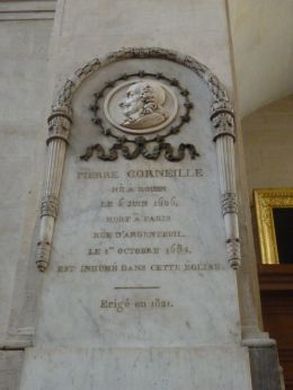 PIERRE CORNEILLE
NÉ A ROUEN
LE 6 JUIN 1606,
MORT À PARIS
RUE D'ARGENTEUIL,
LE 1ER OCTOBRE 1684,
EST INHUMÉ DANS CETTE ÉGLISE.
Erigé en 1821.